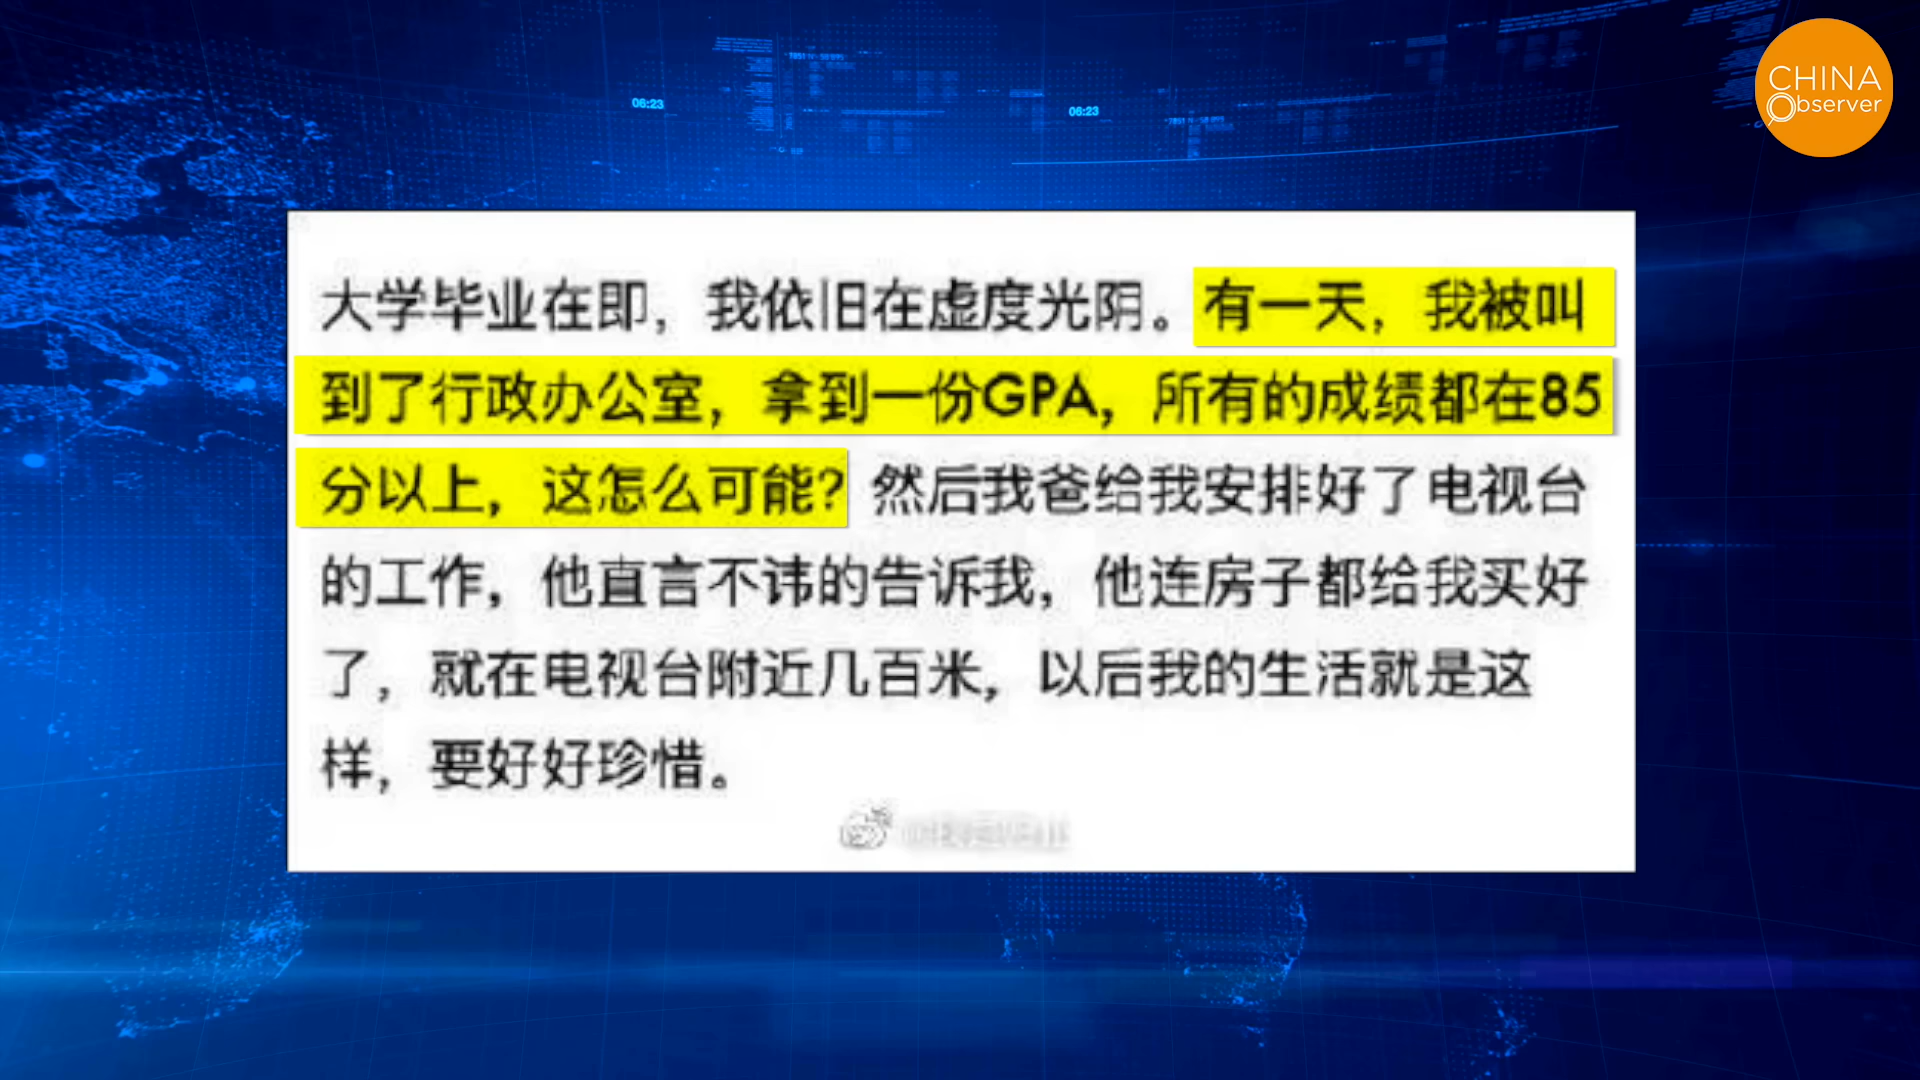 06:23
06:23
CHINA
Observer
大学毕业在即，我依旧在虚度光阴。有一天，我被叫
到了行政办公室，拿到一份GPA，所有的成绩都在85
分以上，这怎么可能？然后我爸给我安排好了电视台
的工作，他直言不讳的告诉我，他连房子都给我买好
了，就在电视台附近几百米，以后我的生活就是这
样，要好好珍惜。